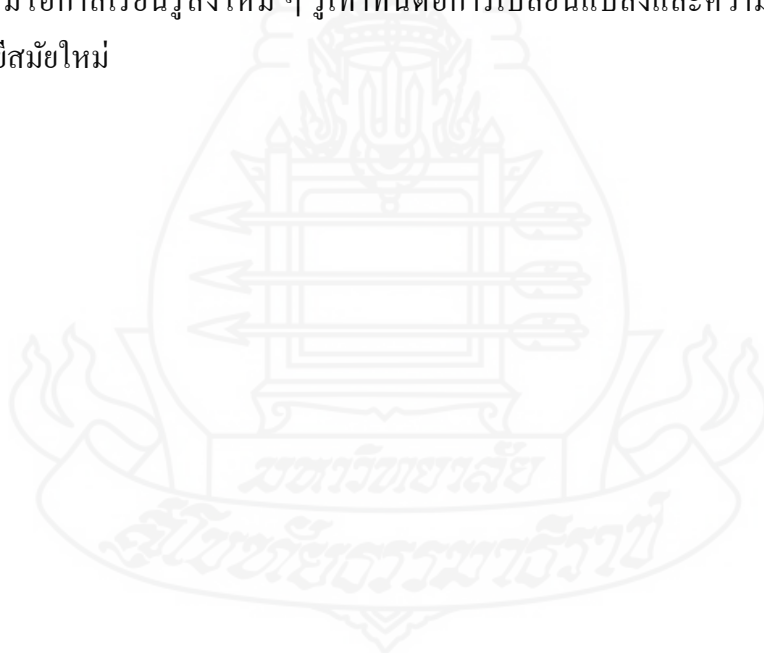 มีโอกาสเรียนรู้สิ่งใหม่ ๆ รู้เท่าทันต่อการเปลี่ยนแปลงและความ
สมัยใหม่
มหาวิทยาลัย
สุโขทัยธรรมาธิราช